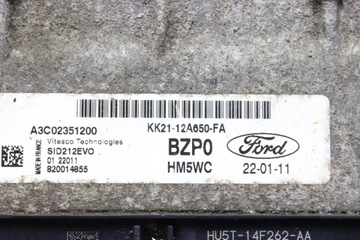 A3C02351200 KK21-12A650-FA
Vitesco Technologies
SID212EVO
01 22011
820014855
MADE IN FRANCE
BZP0
HM5WC
Ford
22-01-11
HU5T-14F262-AA